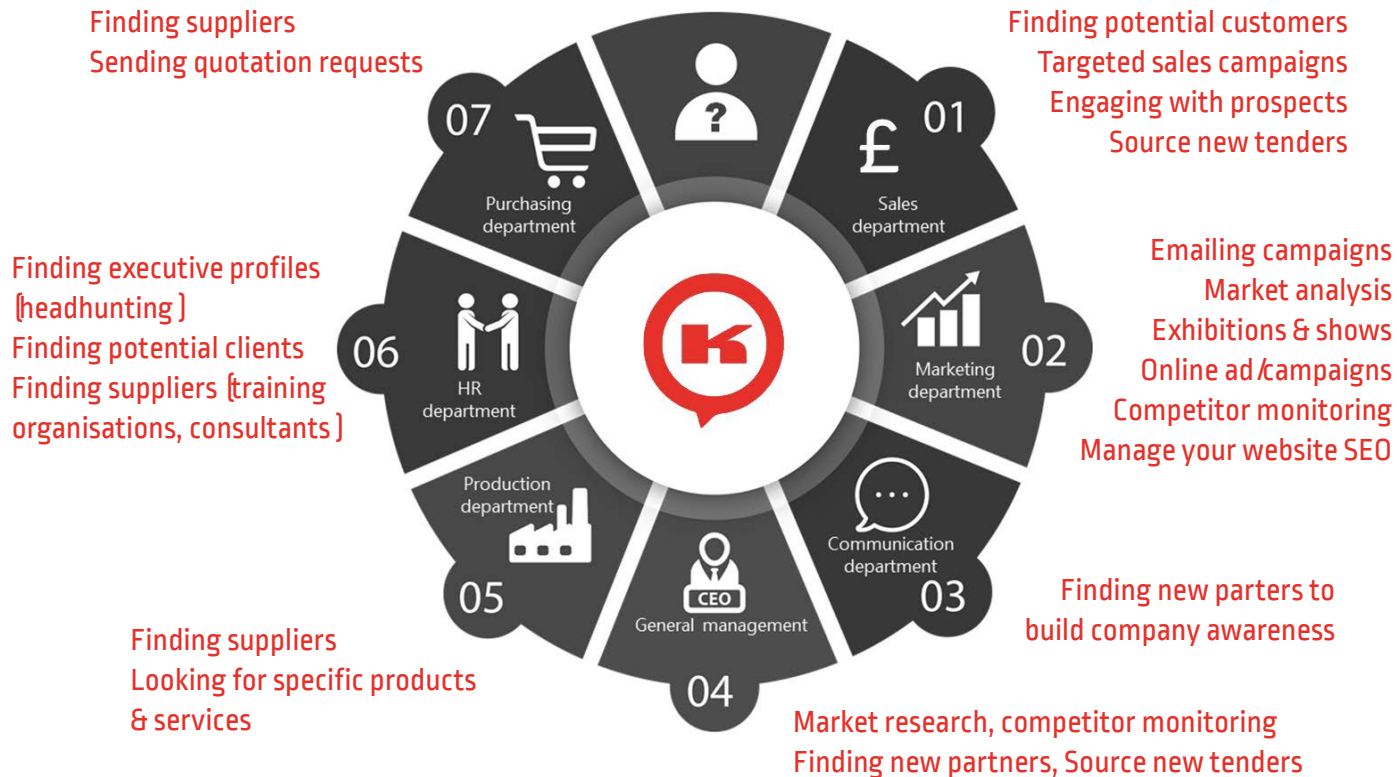 Finding suppliers
Sending quotation requests
07
Purchasing
department
?
01
£
Sales
department
Finding potential customers
Targeted sales campaigns
Engaging with prospects
Source new tenders
Finding executive profiles
(headhunting )
Finding potential clients
Finding suppliers (training
organisations, consultants )
06
HR
department
K
02
Marketing
department
Emailing campaigns
Market analysis
Exhibitions & shows
Online ad /campaigns
Competitor monitoring
Manage your website SEO
Production
department
05
Finding suppliers
Looking for specific products
& services
CEO
General management
04
Market research, competitor monitoring
Finding new partners, Source new tenders
Communication
department
03
Finding new parters to
build company awareness